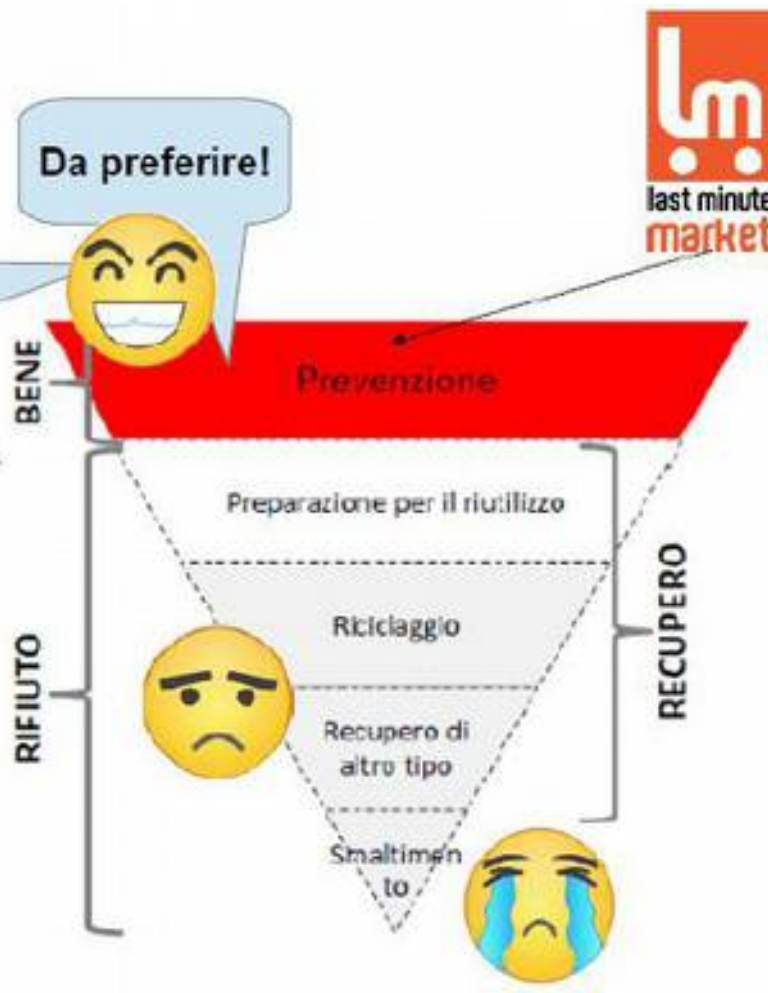 lm
last minute
market
Da preferire!
BENE
Prevenzione
Preparazione per il riutilizzo
Riciclaggio
RIFIUTO
RECUPERO
Recupero di
altro tipo
Smaltimen
to